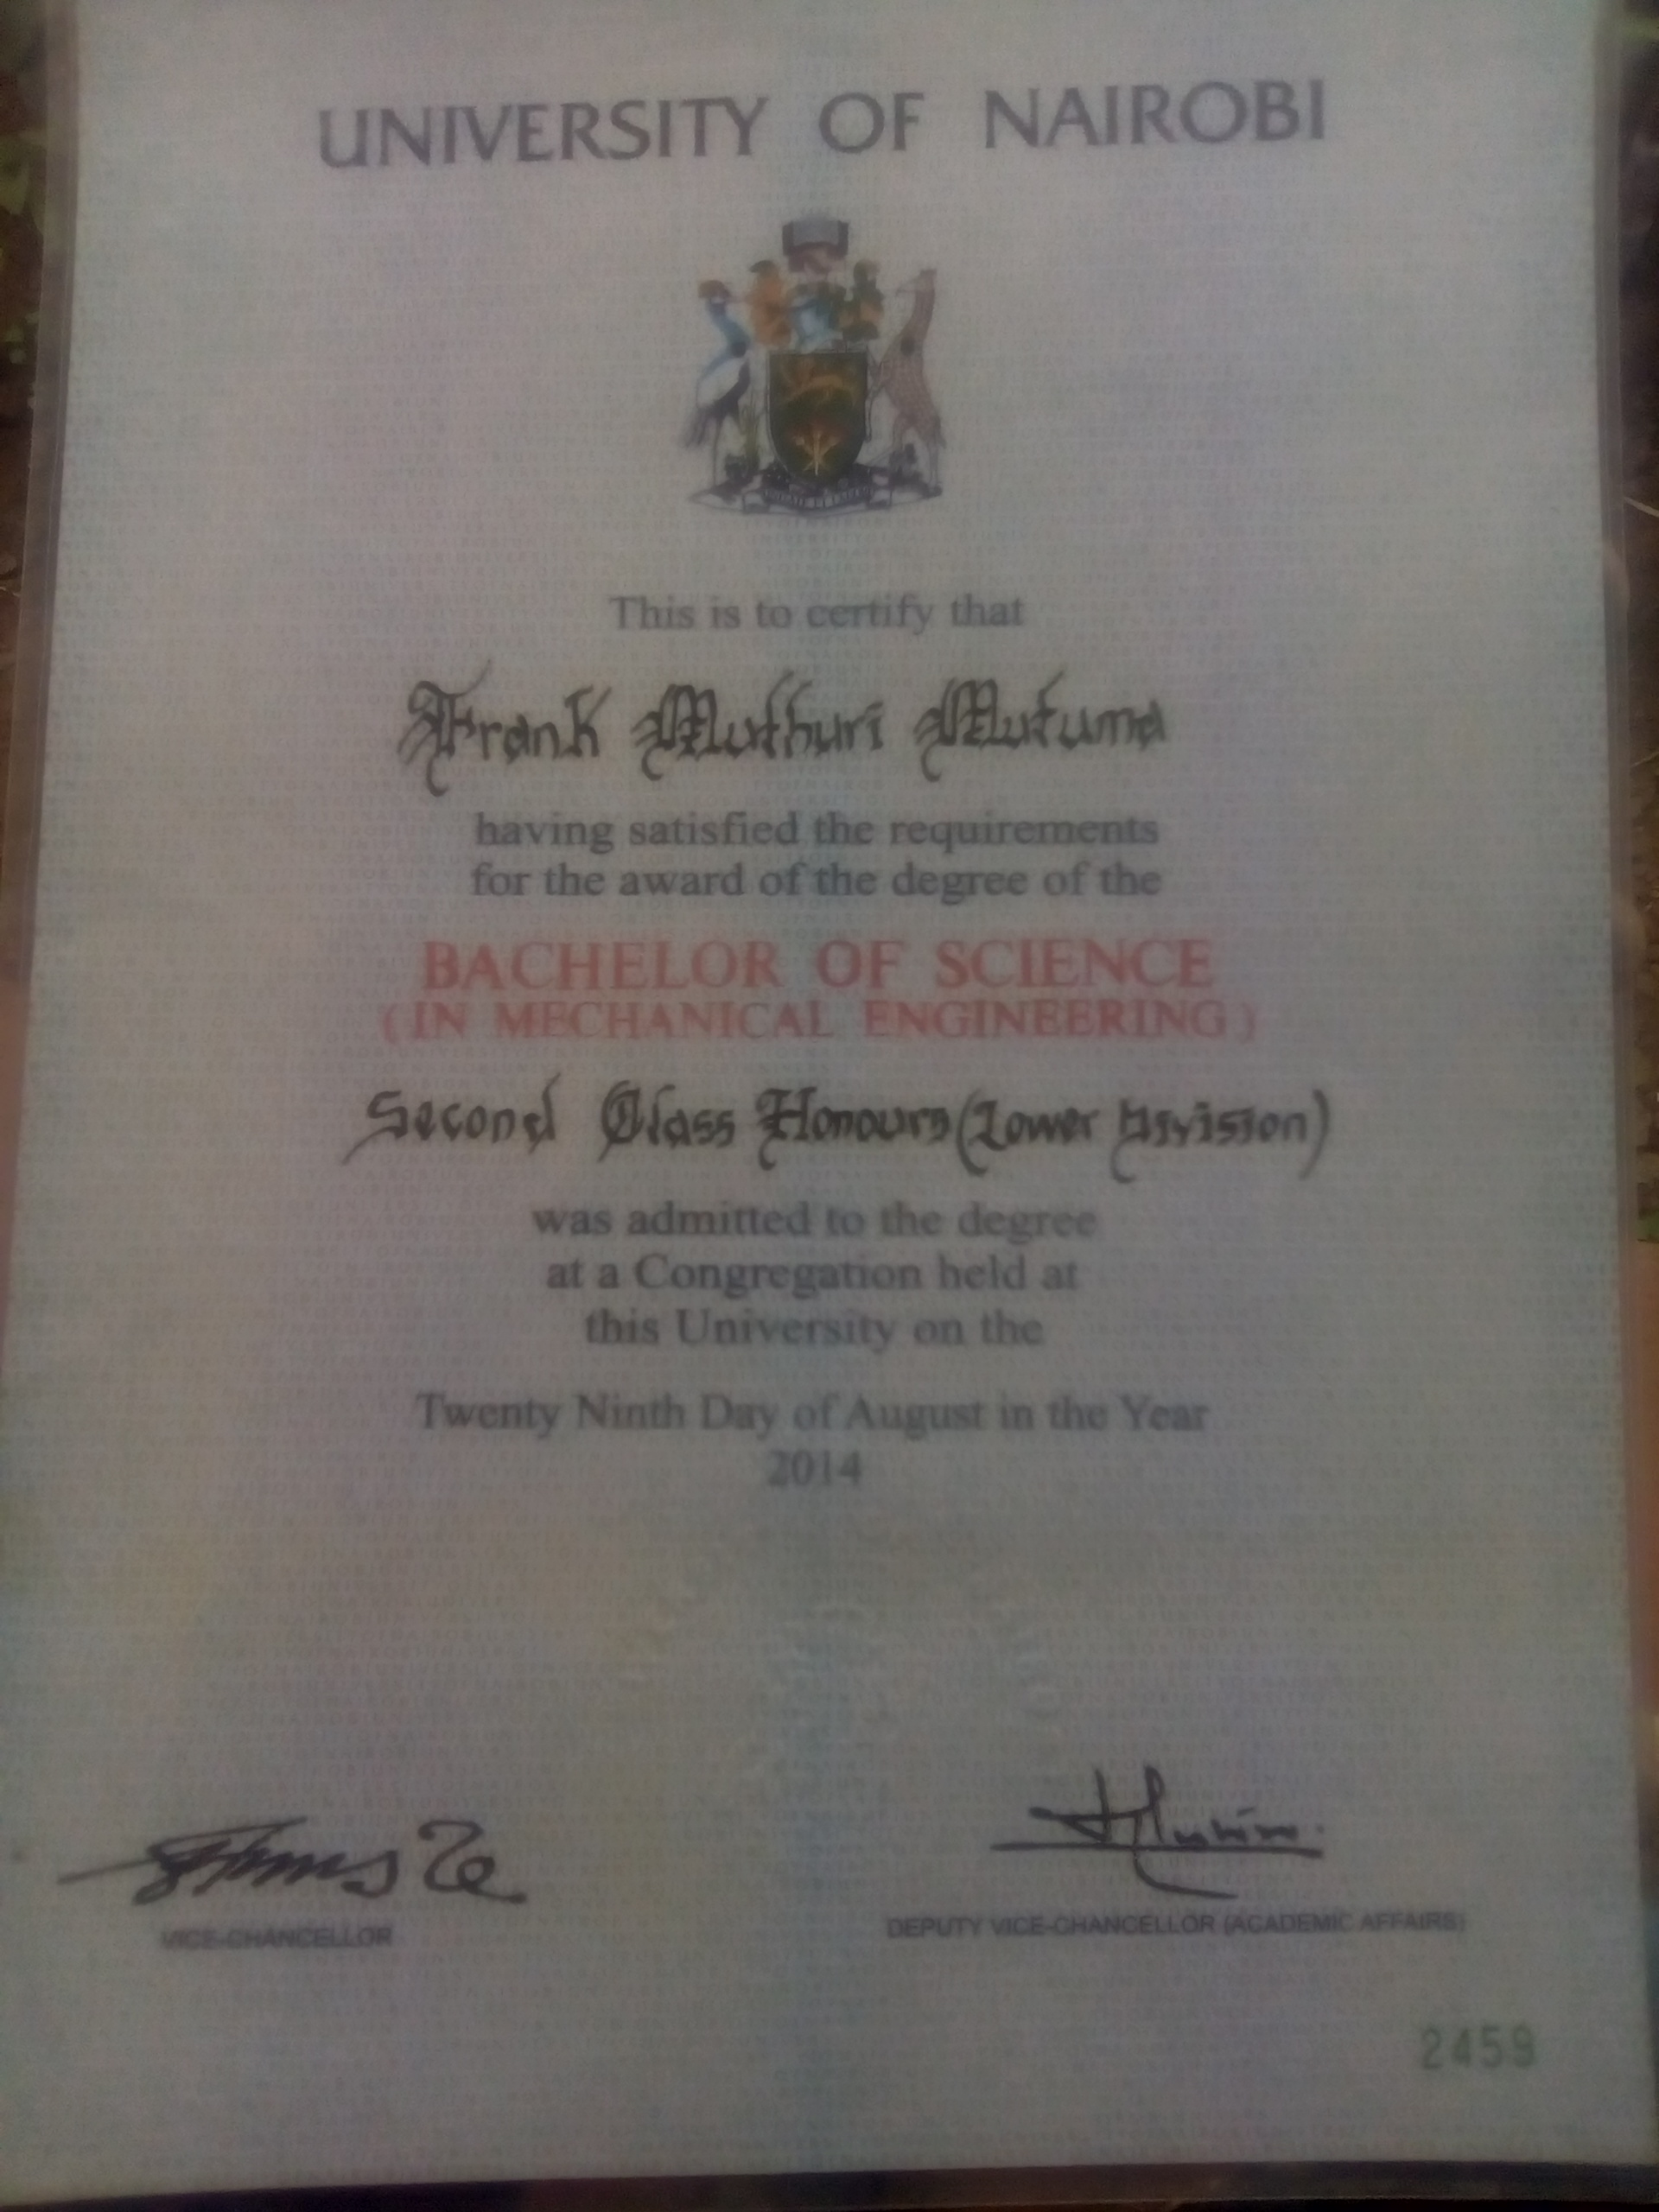 UNIVERSITY OF NAIROBI
This is to certify that
Frank Muthuri Mutuma
having satisfied the requirements
for the award of the degree of the
BACHELOR OF SCIENCE
(IN MECHANICAL ENGINEERING)
Second Class Honours (Lower Division)
was admitted to the degree
at a Congregation held at
this University on the
Twenty Ninth Day of August in the Year
2014
VICE-CHANCELLOR
DEPUTY VICE-CHANCELLOR (ACADEMIC AFFAIRS)
2459